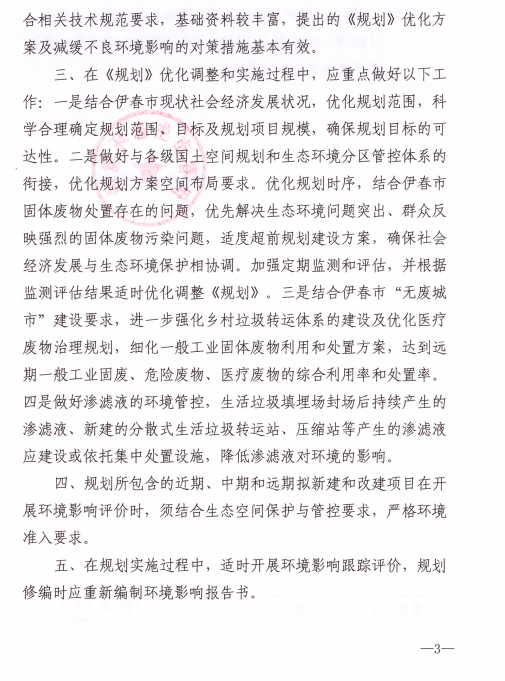 合相关技术规范要求，基础资料较丰富，提出的《规划》优化方
案及减缓不良环境影响的对策措施基本有效。
三、在《规划》优化调整和实施过程中，应重点做好以下工
作：一是结合伊春市现状社会经济发展状况，优化规划范围，科
学合理确定规划范围、目标及规划项目规模，确保规划目标的可
达性。二是做好与各级国土空间规划和生态环境分区管控体系的
衔接，优化规划方案空间布局要求。优化规划时序，结合伊春市
固体废物处置存在的问题，优先解决生态环境问题突出、群众反
映强烈的固体废物污染问题，适度超前规划建设方案，确保社会
经济发展与生态环境保护相协调。加强定期监测和评估，并根据
监测评估结果适时优化调整《规划》。三是结合伊春市“无废城
市”建设要求，进一步强化乡村垃圾转运体系的建设及优化医疗
废物治理规划，细化一般工业固体废物利用和处置方案，达到远
期一般工业固废、危险废物、医疗废物的综合利用率和处置率。
四是做好渗滤液的环境管控，生活垃圾填埋场封场后持续产生的
渗滤液、新建的分散式生活垃圾转运站、压缩站等产生的渗滤液
应建设或依托集中处置设施，降低渗滤液对环境的影响。
四、规划所包含的近期、中期和远期拟新建和改建项目在开
展环境影响评价时，须结合生态空间保护与管控要求，严格环境
准入要求。
五、在规划实施过程中，适时开展环境影响跟踪评价，规划
修编时应重新编制环境影响报告书。
—3—